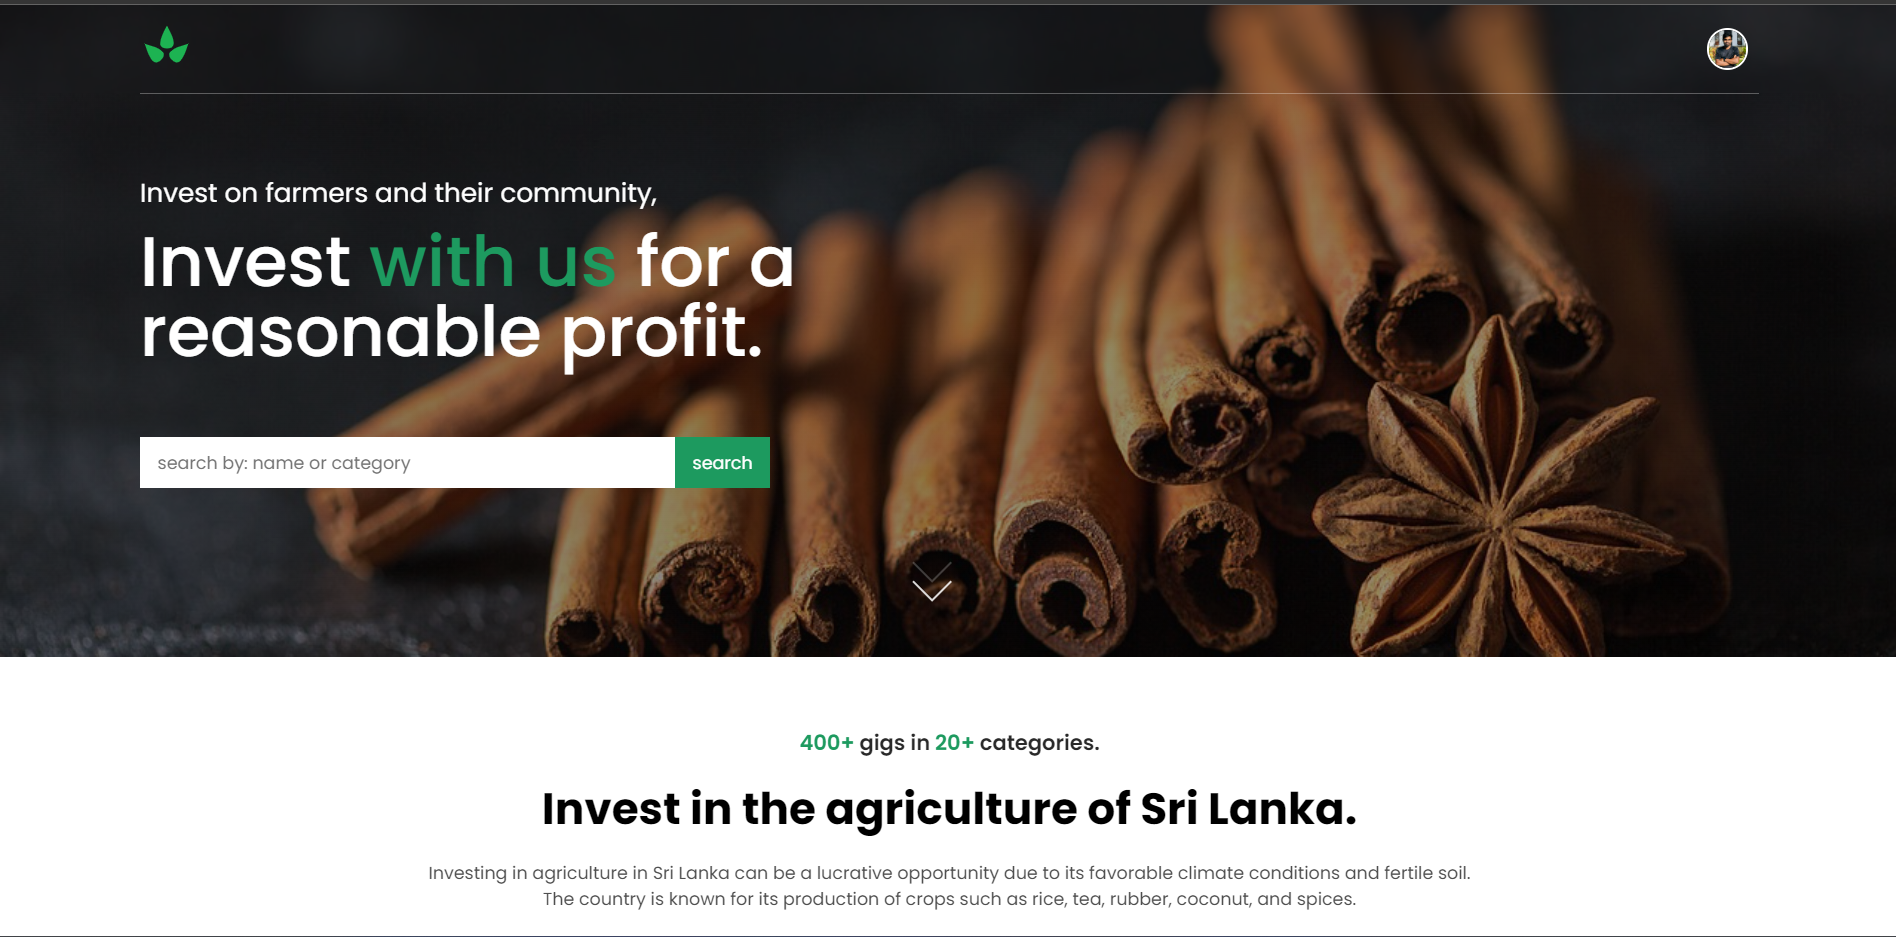 Invest on farmers and their community,
Invest with us for a
reasonable profit.
search by: name or category
search
400+ gigs in 20+ categories.
Invest in the agriculture of Sri Lanka.
Investing in agriculture in Sri Lanka can be a lucrative opportunity due to its favorable climate conditions and fertile soil.
The country is known for its production of crops such as rice, tea, rubber, coconut, and spices.